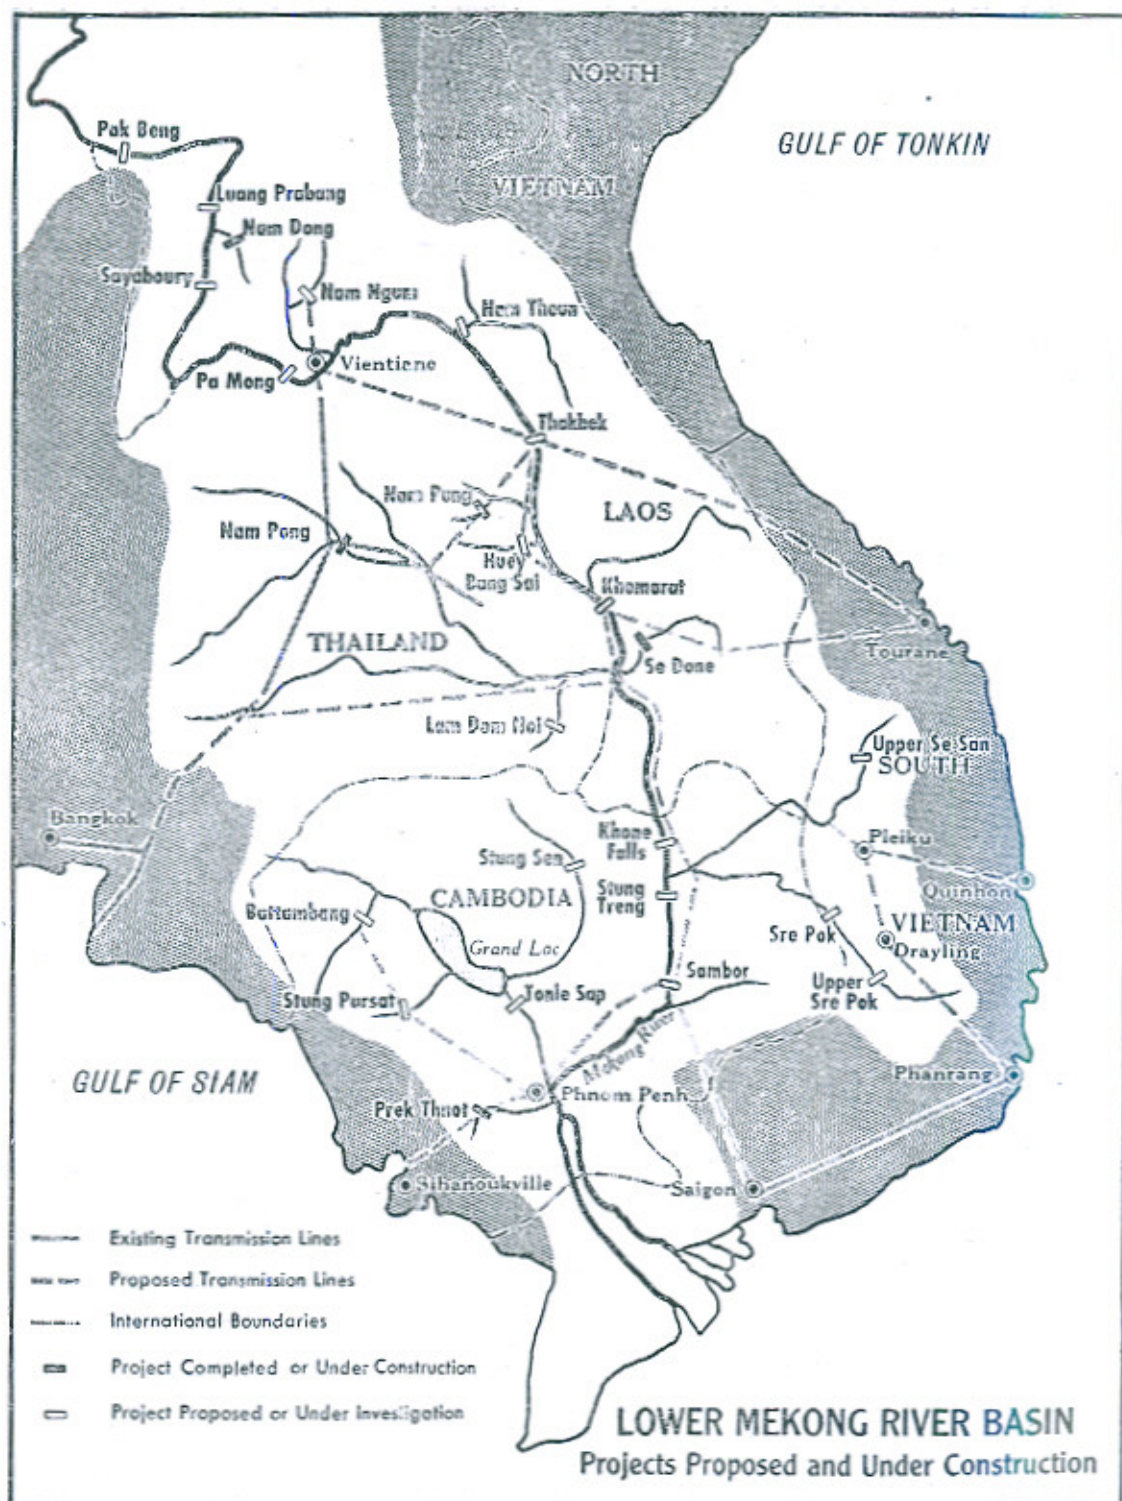 NORTH
VIETNAM
GULF OF TONKIN
Pak Beng
Luang Prabang
Nam Dong
Sayaboury
Nam Ngum
Vientiane
Pa Mong
Thakhek
LAOS
Nam Pung
Nam Pong
Bang Sai
Khemarat
THAILAND
Se Done
Tourane
Lam Dom Noi
Upper Se San
SOUTH
Bangkok
Khone
Falls
Pleiku
Stung Sen
Stung
Treng
CAMBODIA
Quinhon
Battambang
Sre Pok
VIETNAM
Drayling
Grand Lac
Sambor
Upper
Sre Pok
Stung Pursat
Tonle Sap
Mekong River
GULF OF SIAM
Phnom Penh
Phanrang
Prek Thnot
Sihanoukville
Saigon
Existing Transmission Lines
Proposed Transmission Lines
International Boundaries
Project Completed or Under Construction
Project Proposed or Under Investigation
LOWER MEKONG RIVER BASIN
Projects Proposed and Under Construction